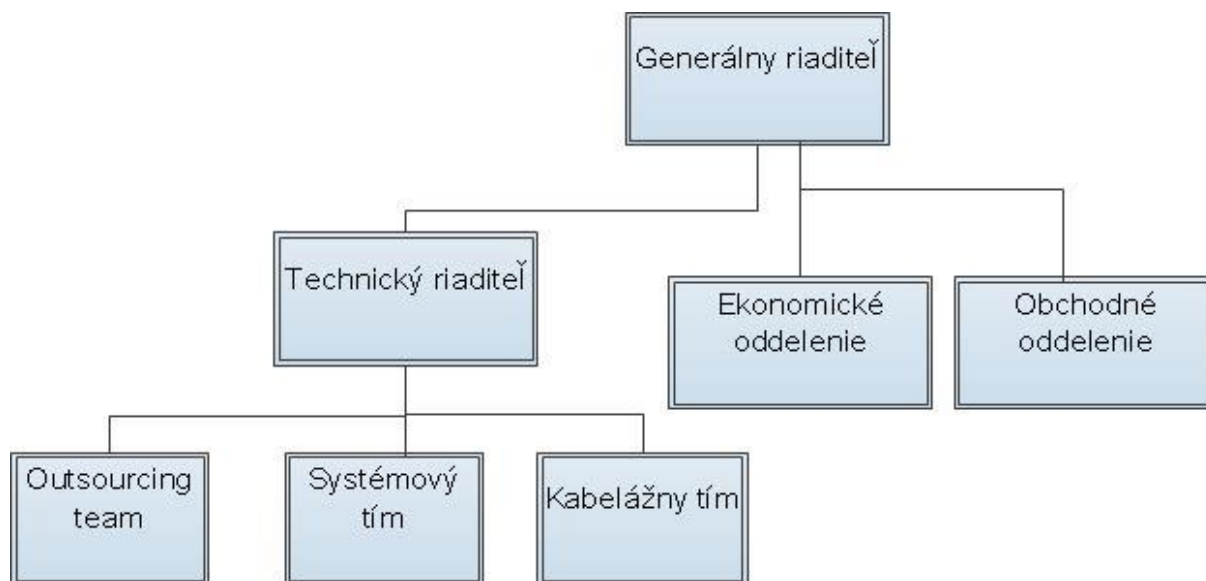 Generálny riaditeľ
Technický riaditeľ
Ekonomické
oddelenie
Obchodné
oddelenie
Outsourcing
team
Systémový
tím
Kabelážny tím